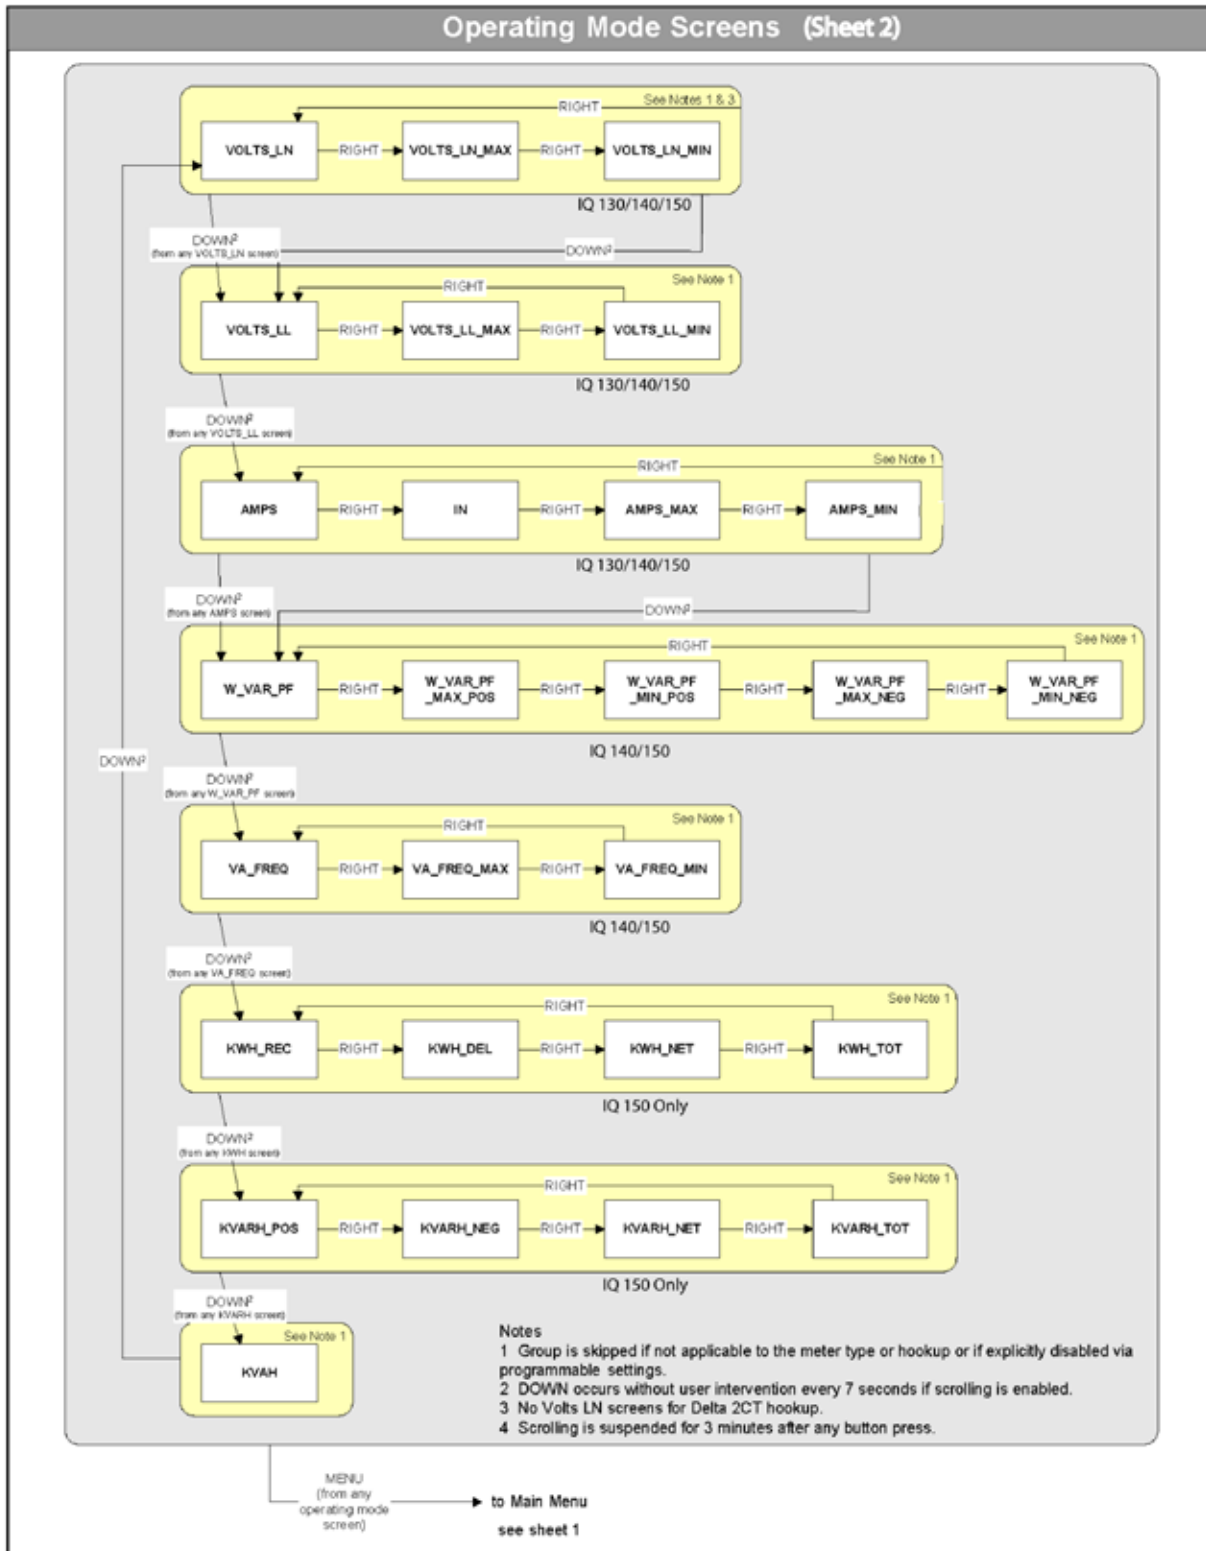 Operating Mode Screens (Sheet 2)
See Notes 1 & 3
RIGHT
VOLTS_LN
RIGHT
VOLTS_LN_MAX
RIGHT
VOLTS_LN_MIN
IQ 130/140/150
DOWN²
(from any VOLTS_LN screen)
DOWN²
See Note 1
RIGHT
VOLTS_LL
RIGHT
VOLTS_LL_MAX
RIGHT
VOLTS_LL_MIN
IQ 130/140/150
DOWN²
(from any VOLTS_LL screen)
See Note 1
RIGHT
AMPS
RIGHT
IN
RIGHT
AMPS_MAX
RIGHT
AMPS_MIN
IQ 130/140/150
DOWN²
(from any AMPS screen)
DOWN²
See Note 1
RIGHT
W_VAR_PF
RIGHT
W_VAR_PF
_MAX_POS
RIGHT
W_VAR_PF
_MIN_POS
RIGHT
W_VAR_PF
_MAX_NEG
RIGHT
W_VAR_PF
_MIN_NEG
IQ 140/150
DOWN²
DOWN²
(from any W_VAR_PF screen)
See Note 1
RIGHT
VA_FREQ
RIGHT
VA_FREQ_MAX
RIGHT
VA_FREQ_MIN
IQ 140/150
DOWN²
(from any VA_FREQ screen)
See Note 1
RIGHT
KWH_REC
RIGHT
KWH_DEL
RIGHT
KWH_NET
RIGHT
KWH_TOT
IQ 150 Only
DOWN²
(from any KWH screen)
See Note 1
RIGHT
KVARH_POS
RIGHT
KVARH_NEG
RIGHT
KVARH_NET
RIGHT
KVARH_TOT
IQ 150 Only
DOWN²
(from any KVARH screen)
See Note 1
KVAH
Notes
1 Group is skipped if not applicable to the meter type or hookup or if explicitly disabled via
programmable settings.
2 DOWN occurs without user intervention every 7 seconds if scrolling is enabled.
3 No Volts LN screens for Delta 2CT hookup.
4 Scrolling is suspended for 3 minutes after any button press.
MENU
(from any
operating mode
screen)
to Main Menu
see sheet 1